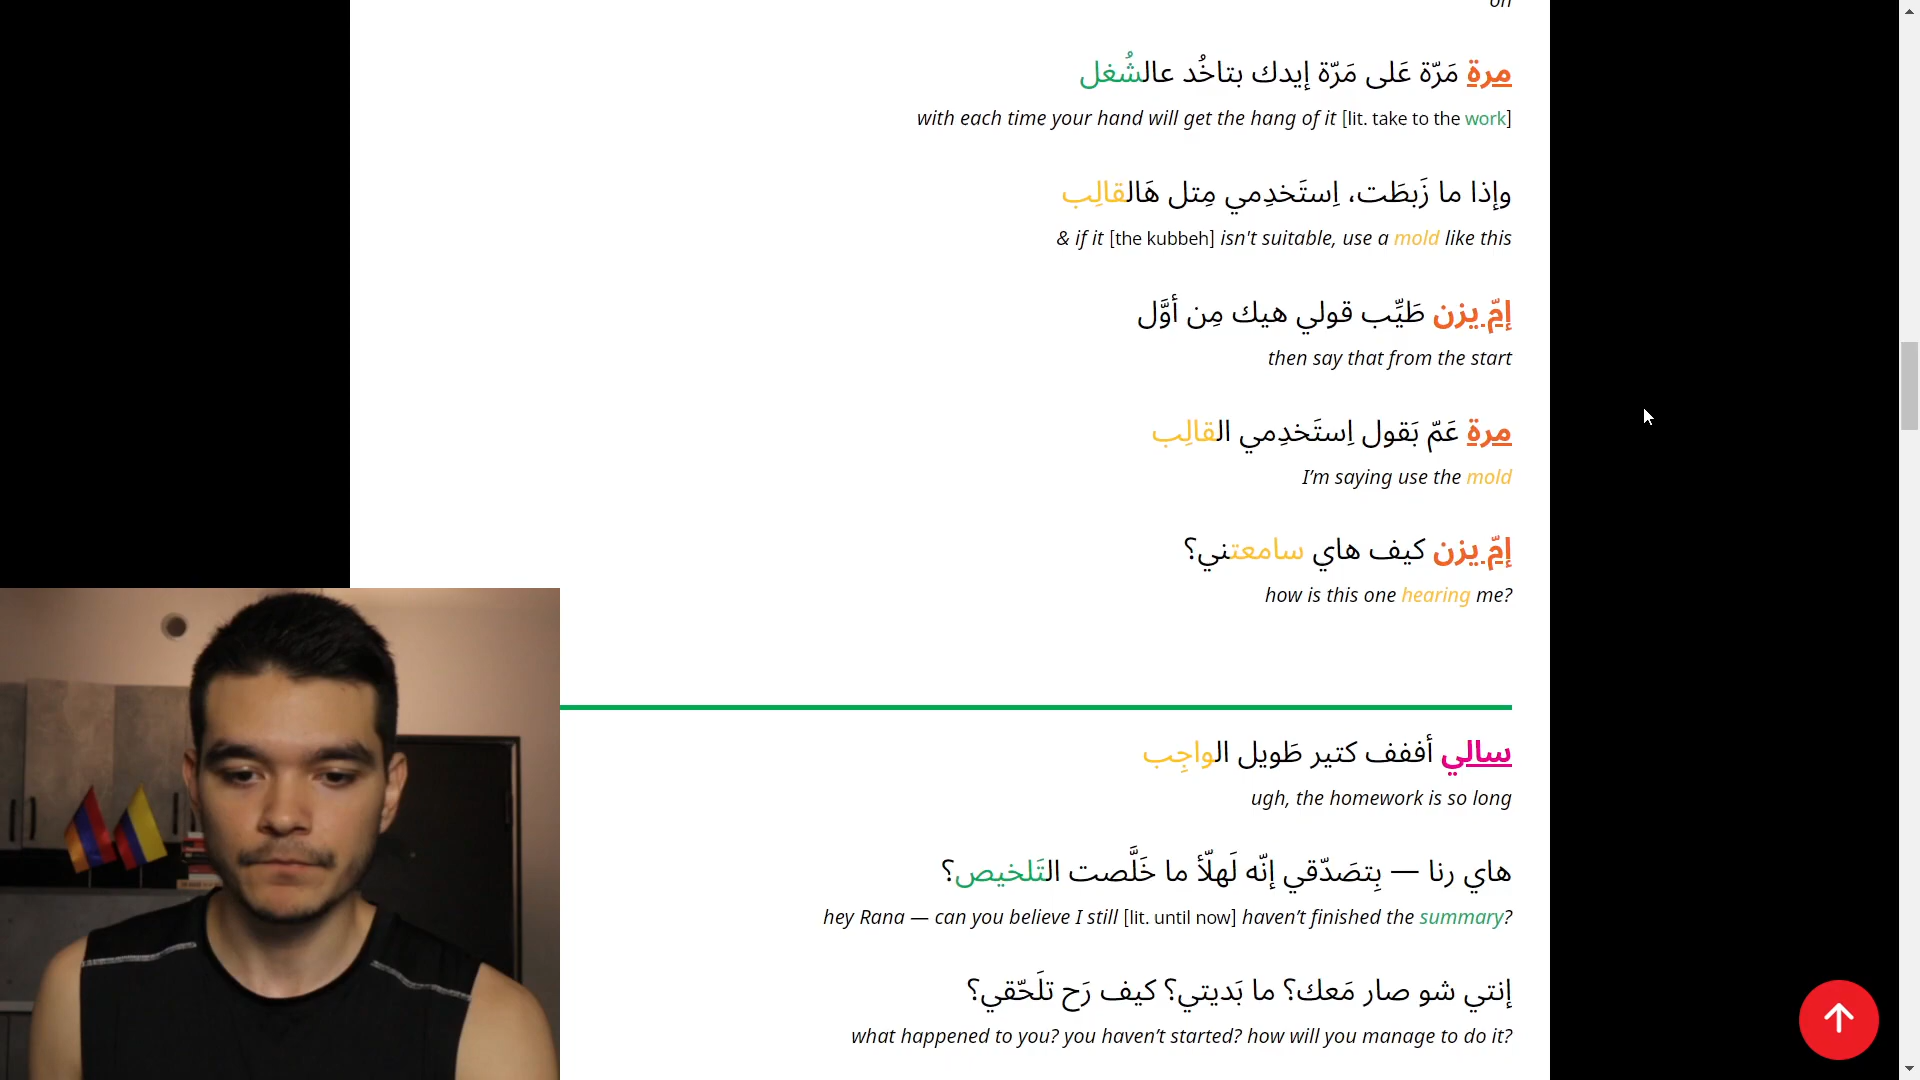 on
مرة مَرّة عَلى مَرّة إيدك بتاخُد عالشُغل
with each time your hand will get the hang of it [lit. take to the work]
وإذا ما زَبطَت، اِستَخدِمي مِتل هَالقالِب
& if it [the kubbeh] isn't suitable, use a mold like this
إمّ يزن طَيِّب قولي هيك مِن أوَّل
then say that from the start
مرة عَمّ بَقول اِستَخدِمي القالِب
I’m saying use the mold
إمّ يزن كيف هاي سامعتني؟
how is this one hearing me?
سالي أففف كتير طَويل الواجِب
ugh, the homework is so long
هاي رنا — بِتصَدّقي إنّه لَهلّأ ما خَلَّصت التَلخيص؟
hey Rana — can you believe I still [lit. until now] haven’t finished the summary?
إنتي شو صار مَعك؟ ما بَديتي؟ كيف رَح تلَحّقي؟
what happened to you? you haven’t started? how will you manage to do it?